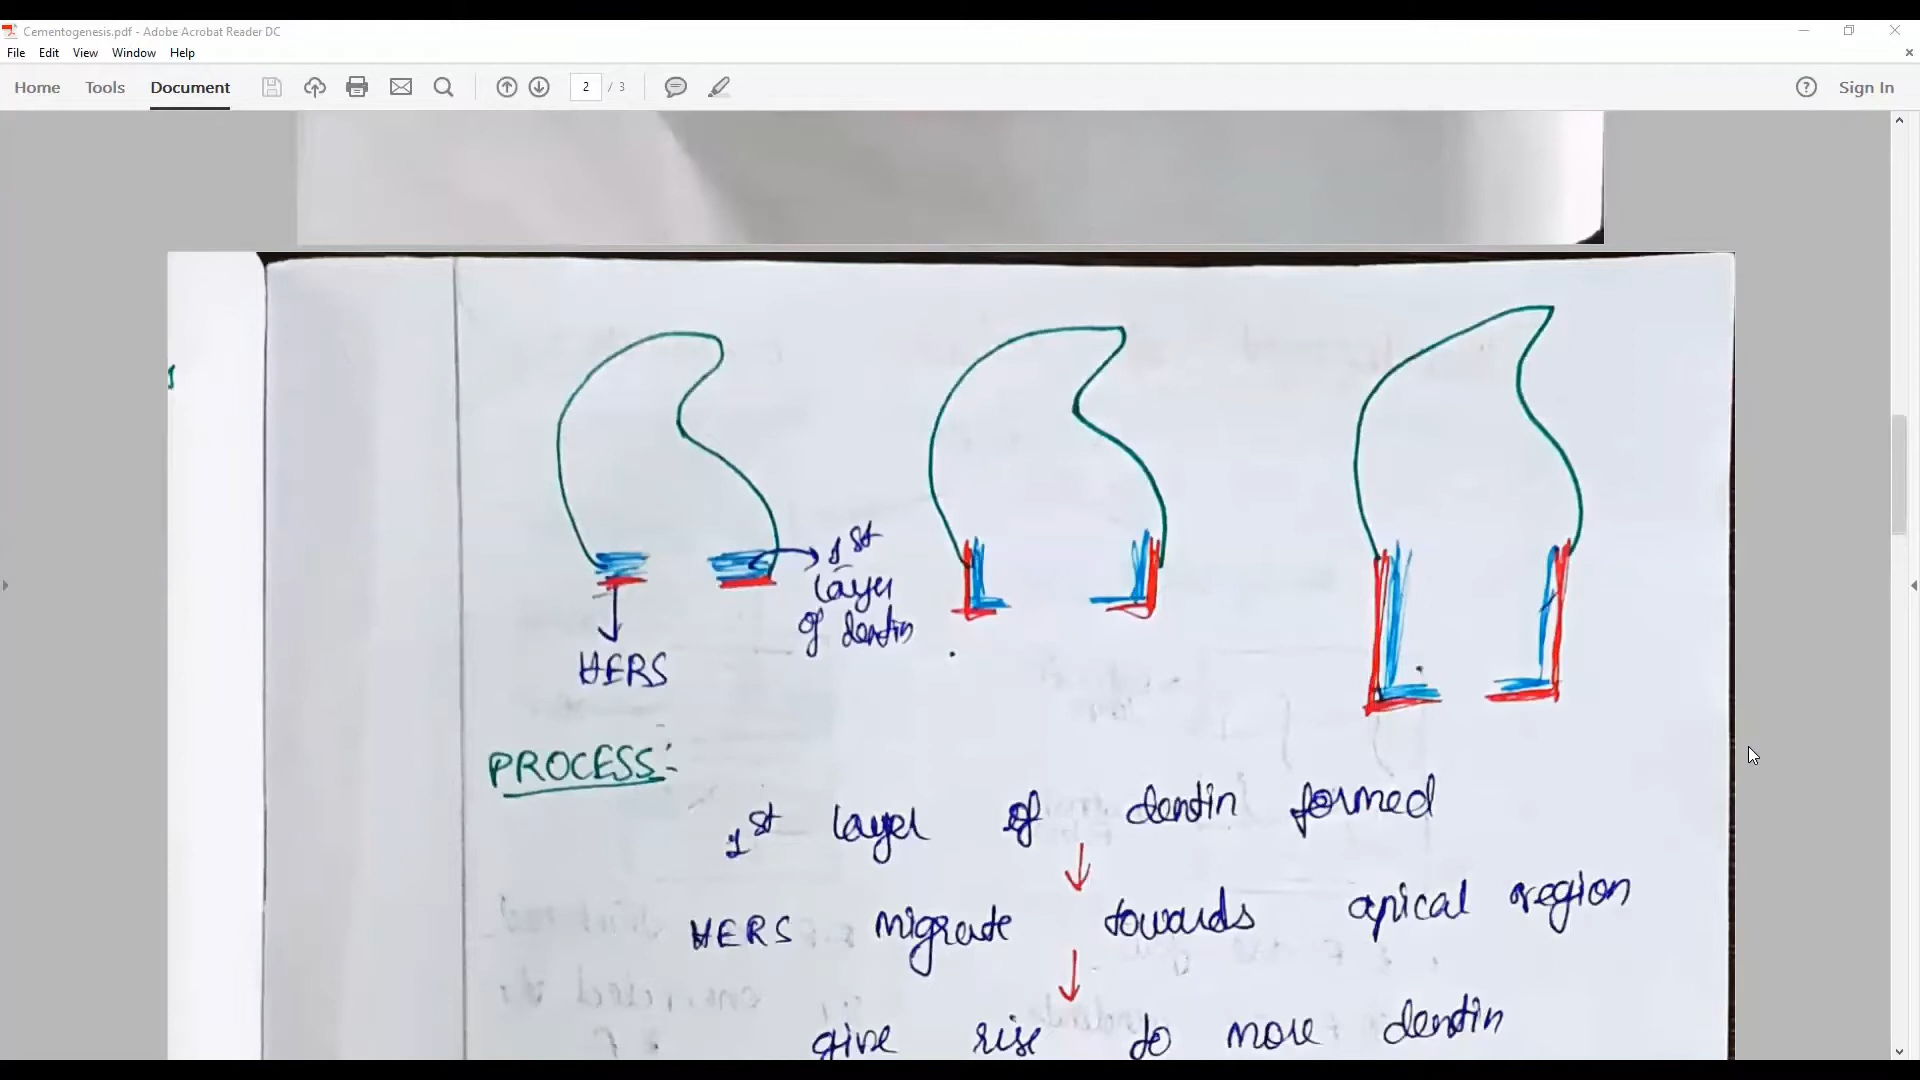 Cementogenesis.pdf - Adobe Acrobat Reader DC
File Edit View Window Help
Home Tools Document 2 / 3 Sign In
1st
layer
of dentin
HERS
PROCESS:-
1st layer of dentin formed
HERS migrate towards apical region
give rise to more dentin